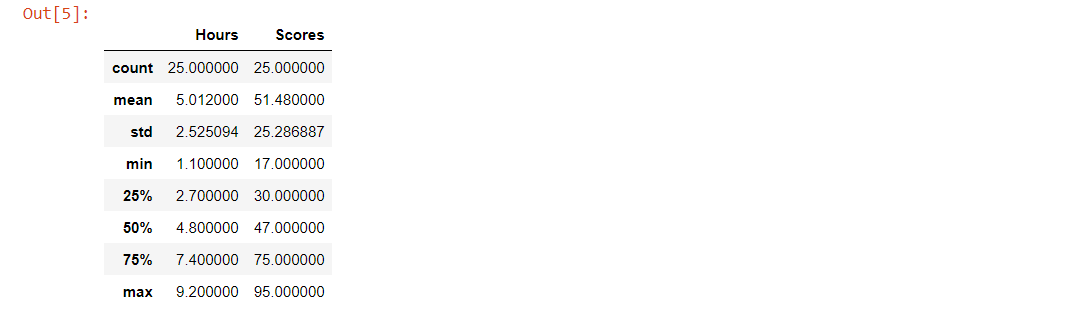 Out[5]:
Hours Scores
count 25.000000 25.000000
mean 5.012000 51.480000
std 2.525094 25.286887
min 1.100000 17.000000
25% 2.700000 30.000000
50% 4.800000 47.000000
75% 7.400000 75.000000
max 9.200000 95.000000